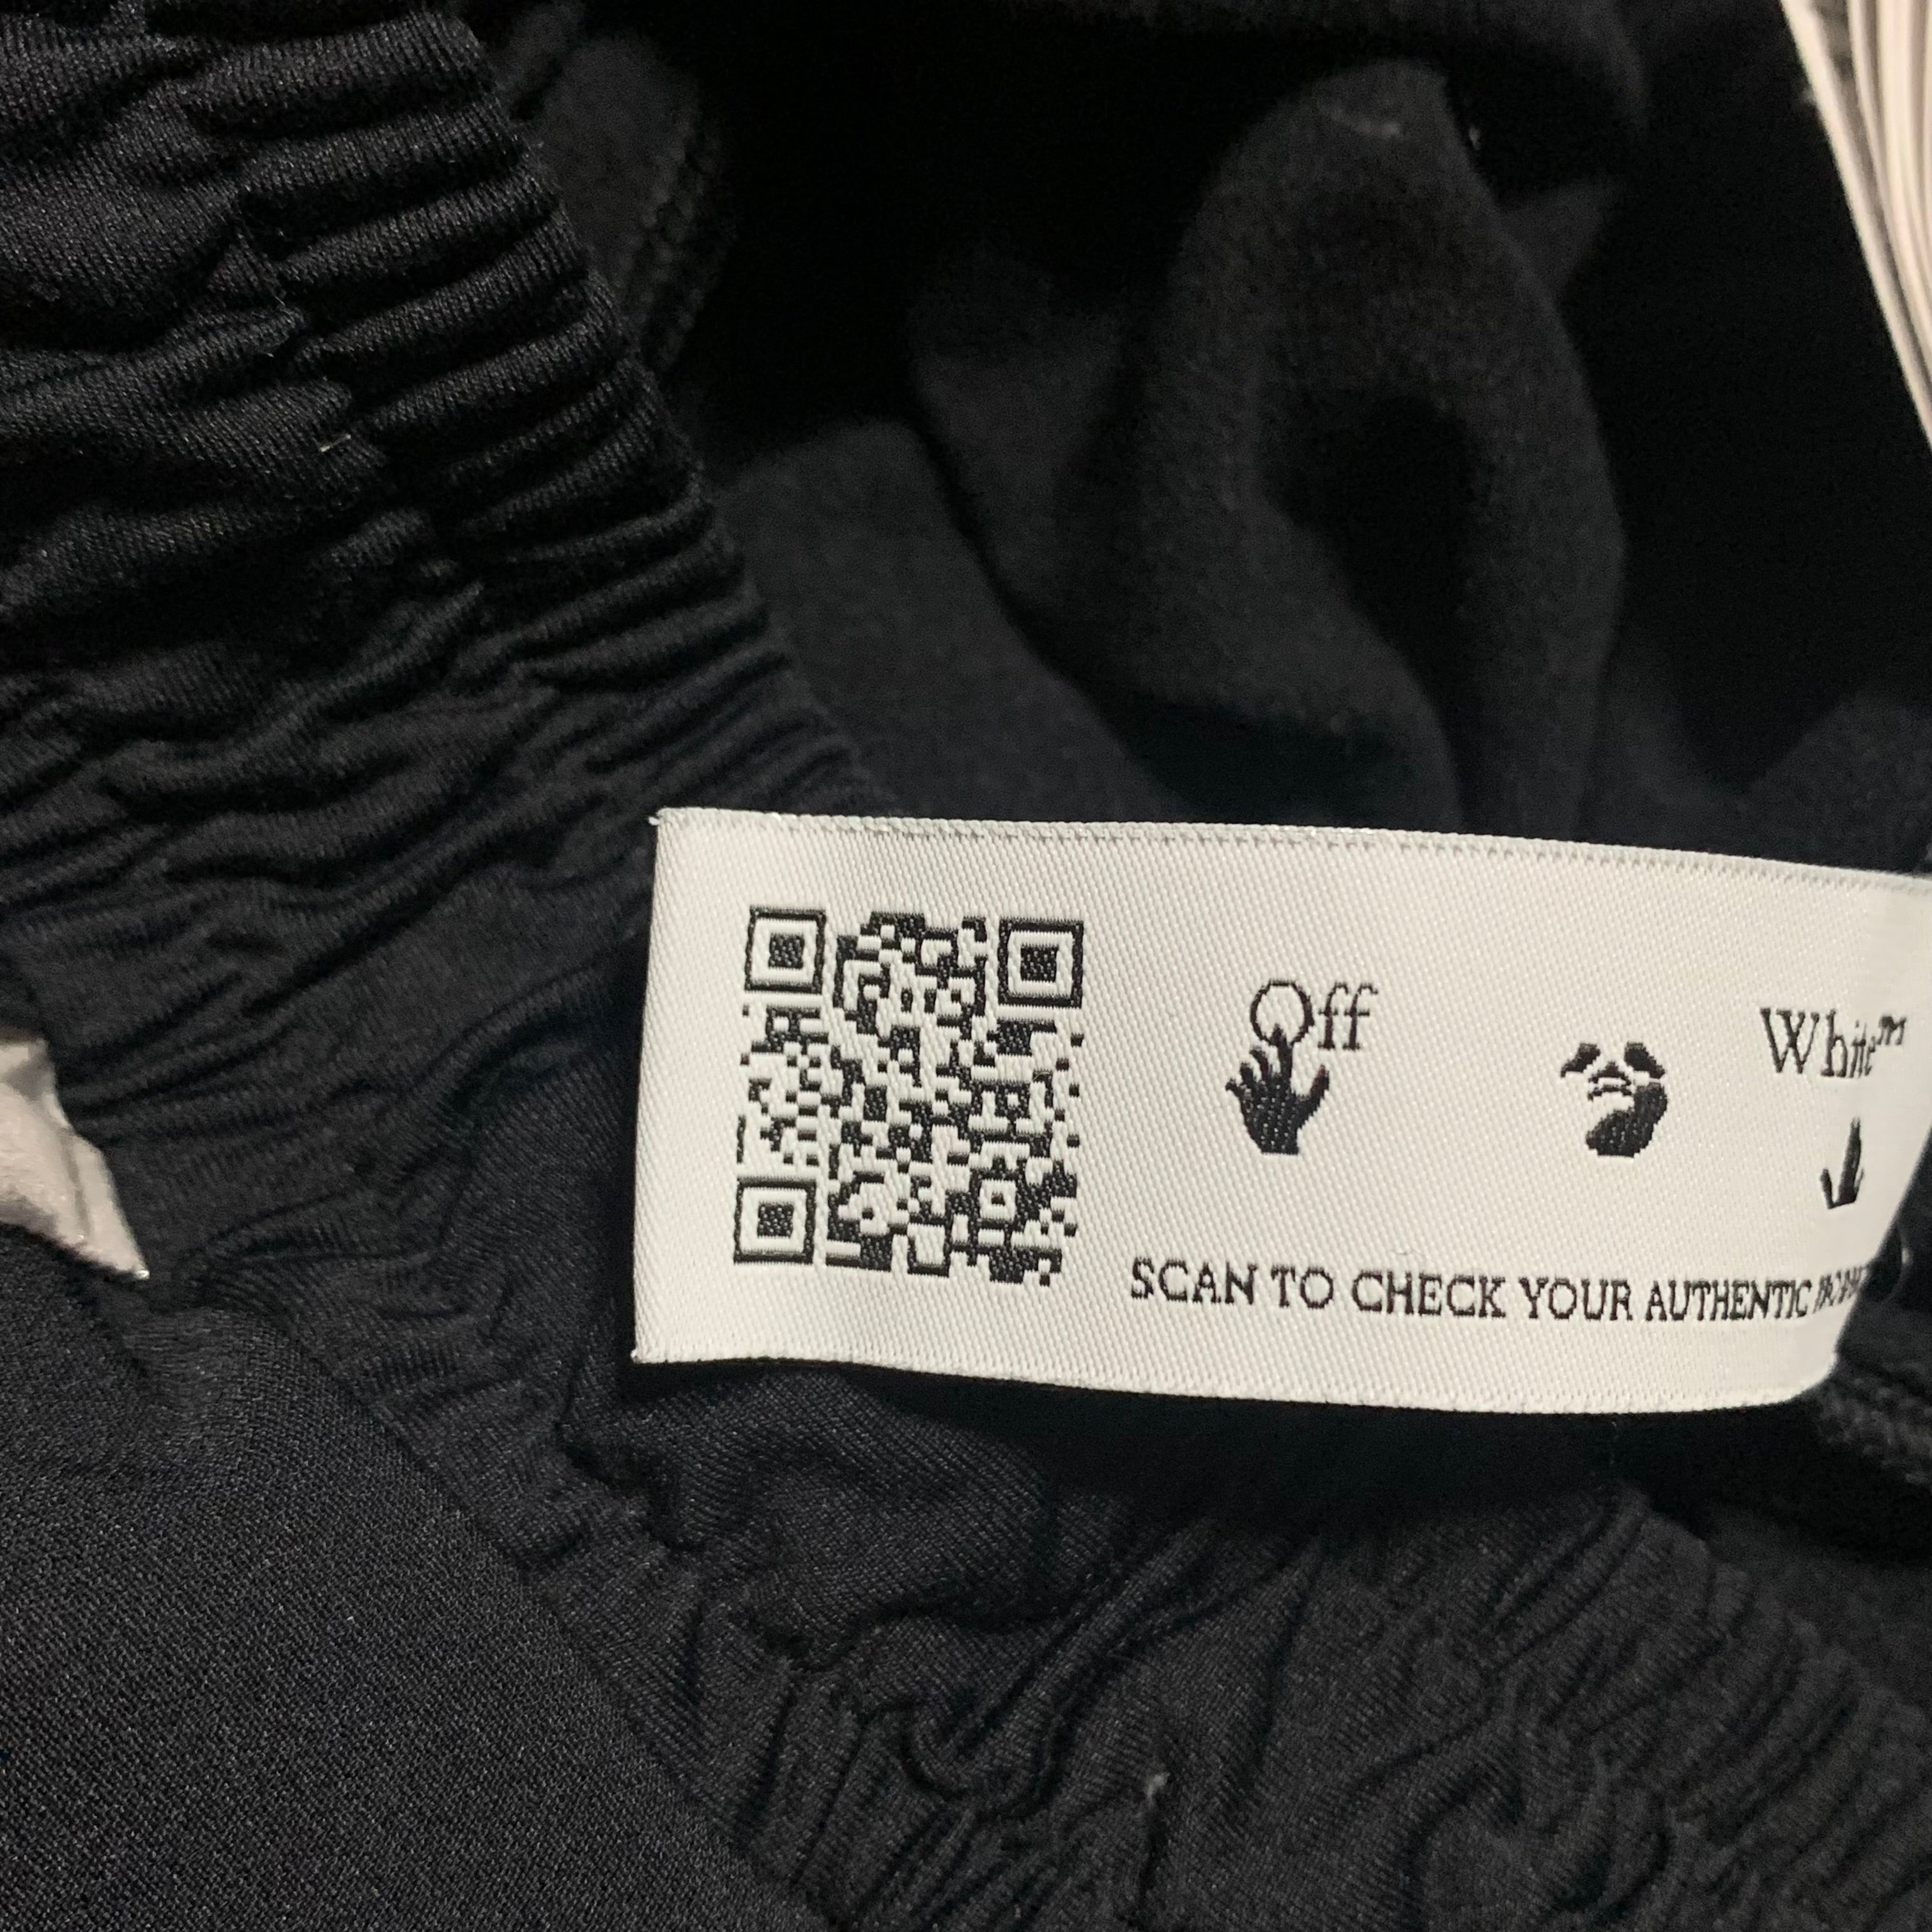 Off
White™
SCAN TO CHECK YOUR AUTHENTIC